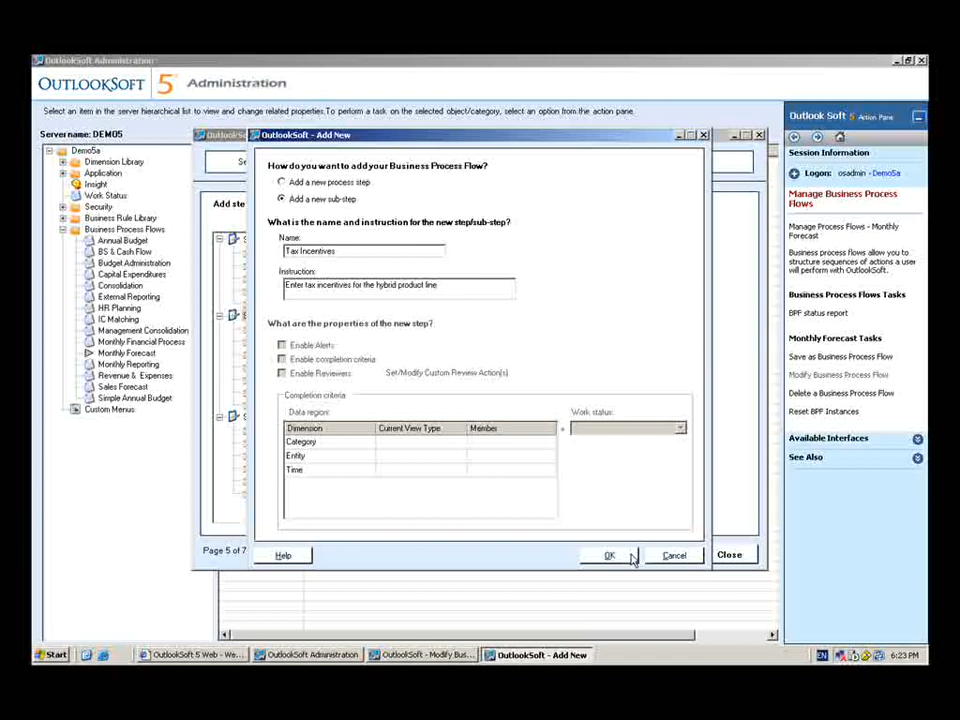 OutlookSoft Administration
OUTLOOKSOFT 5 Administration
Select an item in the server hierarchical list to view and change related properties.To perform a task on the selected object/category, select an option from the action pane.
Server name: DEMO5
Demo5a
Dimension Library
Application
Insight
Work Status
Security
Business Rule Library
Business Process Flows
Annual Budget
BS & Cash Flow
Budget Administration
Capital Expenditures
Consolidation
External Reporting
HR Planning
IC Matching
Management Consolidation
Monthly Financial Process
Monthly Forecast
Monthly Reporting
Revenue & Expenses
Sales Forecast
Simple Annual Budget
Custom Menus
Add ste
Page 5 of 7
Close
OutlookSoft - Add New
How do you want to add your Business Process Flow?
Add a new process step
Add a new sub-step
What is the name and instruction for the new step/sub-step?
Name:
Tax Incentives
Instruction:
Enter tax incentives for the hybrid product line
What are the properties of the new step?
Enable Alerts
Enable completion criteria
Enable Reviewers Set/Modify Custom Review Action(s)
Completion criteria
Data region: Work status:
Dimension Current View Type Member
Category
Entity
Time
Help OK Cancel
Outlook Soft 5 Action Pane
Session Information
Logon: osadmin -Demo5a
Manage Business Process
Flows
Manage Process Flows - Monthly
Forecast
Business process flows allow you to
structure sequences of actions a user
will perform with OutlookSoft.
Business Process Flows Tasks
BPF status report
Monthly Forecast Tasks
Save as Business Process Flow
Modify Business Process Flow
Delete a Business Process Flow
Reset BPF Instances
Available Interfaces
See Also
Start OutlookSoft 5 Web - We... OutlookSoft Administration OutlookSoft - Modify Bus... OutlookSoft - Add New EN 6:23 PM